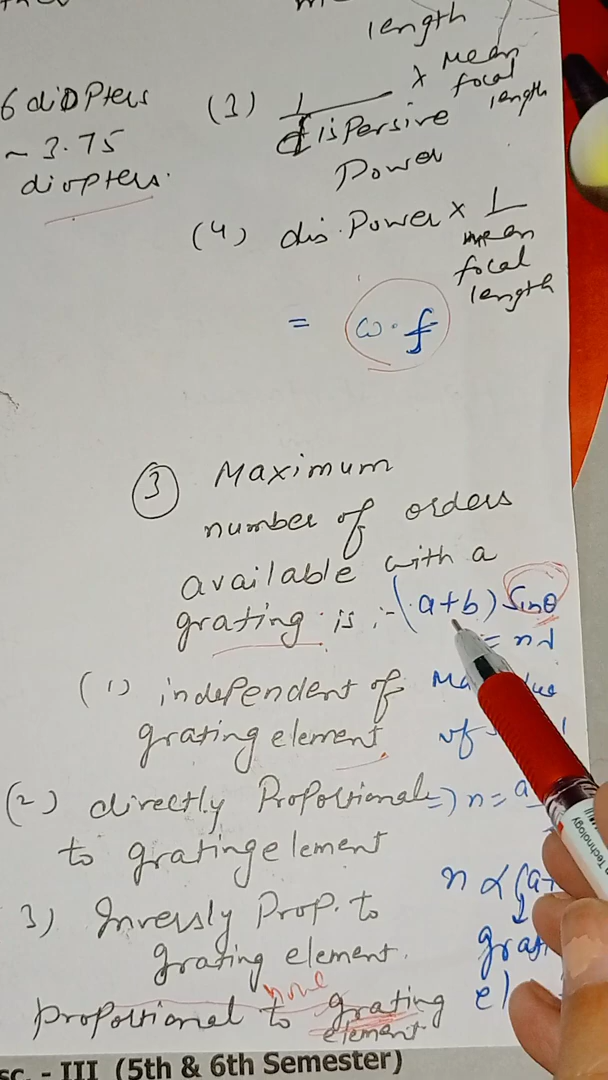 length
6 diopters
~ 3.75
diopters.
(3) 1 × Mean
focal
length
dispersive
Power
(4) dis. Power × 1
mean
focal
length
= ω·f
③ Maximum
number of orders
available with a
grating is :- (a+b) Sinθ
= nλ
(1) independent of
grating element.
of
(2) directly Proportional
to grating element
=) n =
3) Inversly Prop. to
grating element.
n ∝ (a+
none
Proportional to grating
element
sc. - III (5th & 6th Semester)
Technology